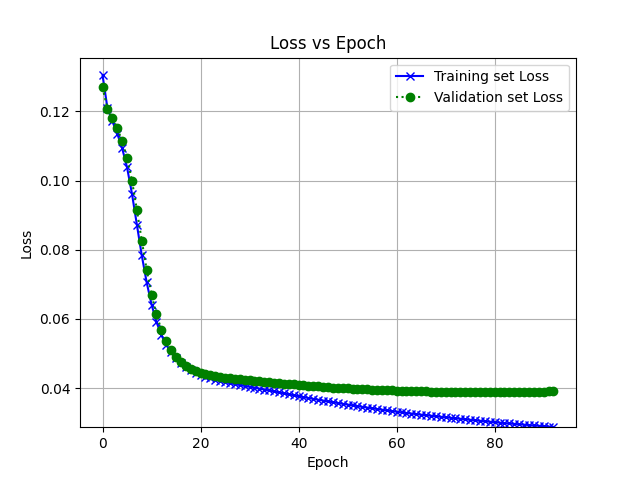 Loss vs Epoch
Training set Loss
Validation set Loss
0.12
0.10
0.08
0.06
0.04
Loss
0
20
40
60
80
Epoch